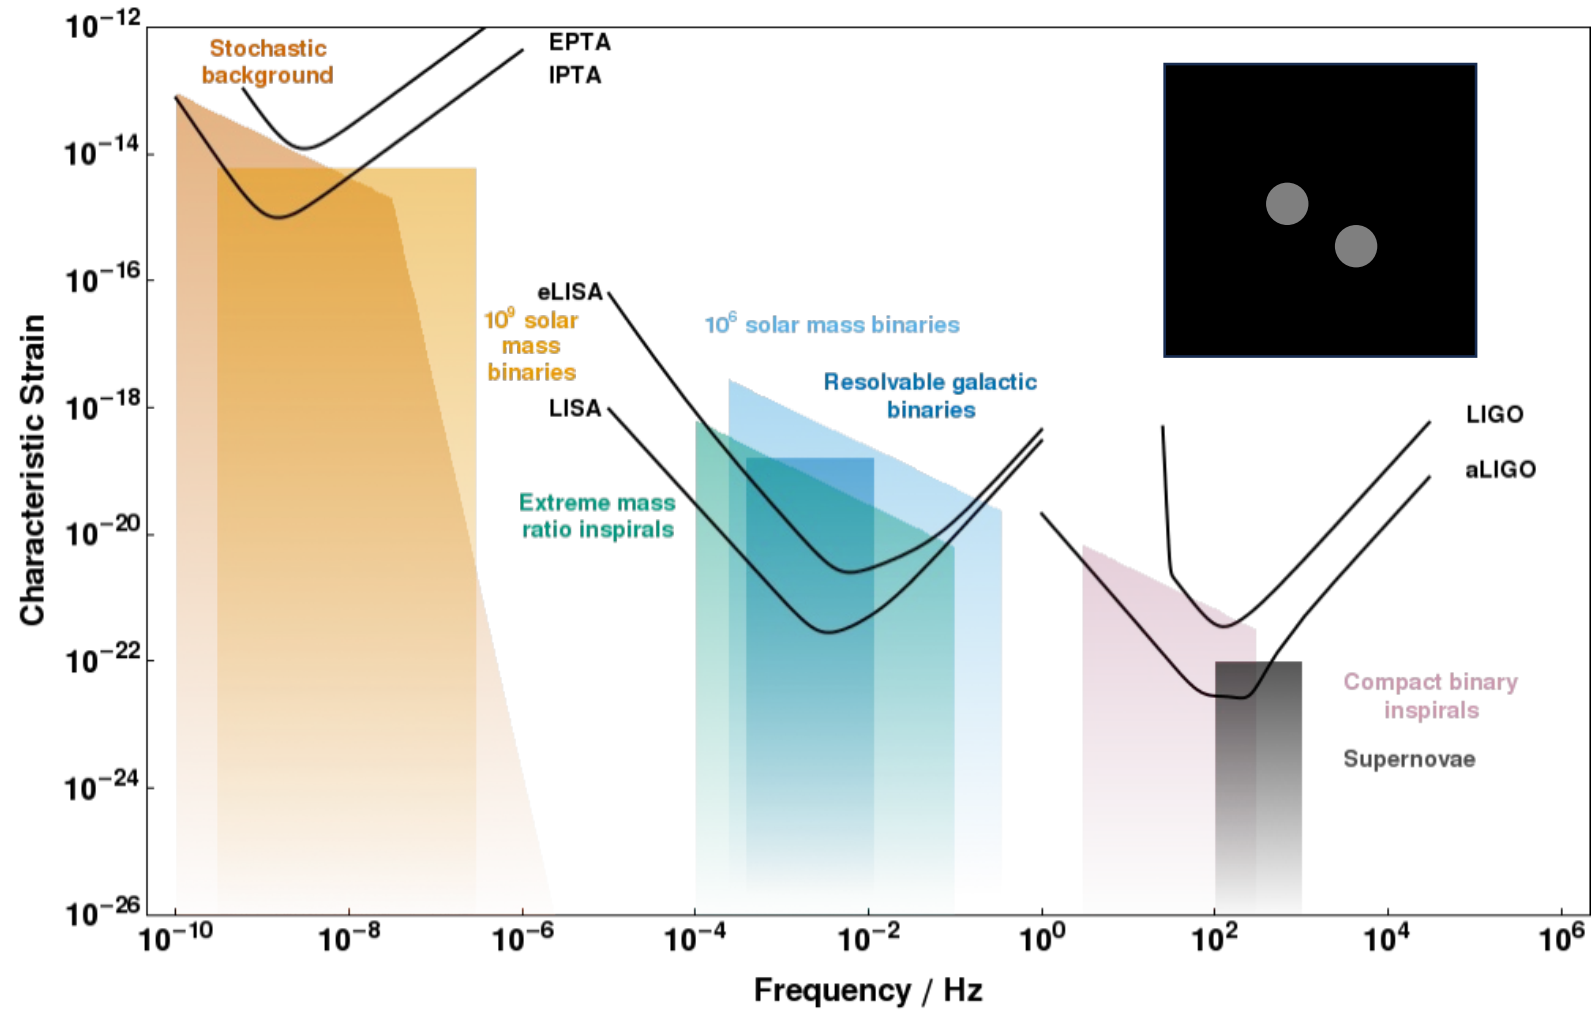 10⁻¹²
10⁻¹⁴
10⁻¹⁶
10⁻¹⁸
10⁻²⁰
10⁻²²
10⁻²⁴
10⁻²⁶
Characteristic Strain
Stochastic
background
EPTA
IPTA
eLISA
10⁹ solar
mass
binaries
LISA
10⁶ solar mass binaries
Resolvable galactic
binaries
Extreme mass
ratio inspirals
LIGO
aLIGO
Compact binary
inspirals
Supernovae
10⁻¹⁰
10⁻⁸
10⁻⁶
10⁻⁴
10⁻²
10⁰
10²
10⁴
10⁶
Frequency / Hz